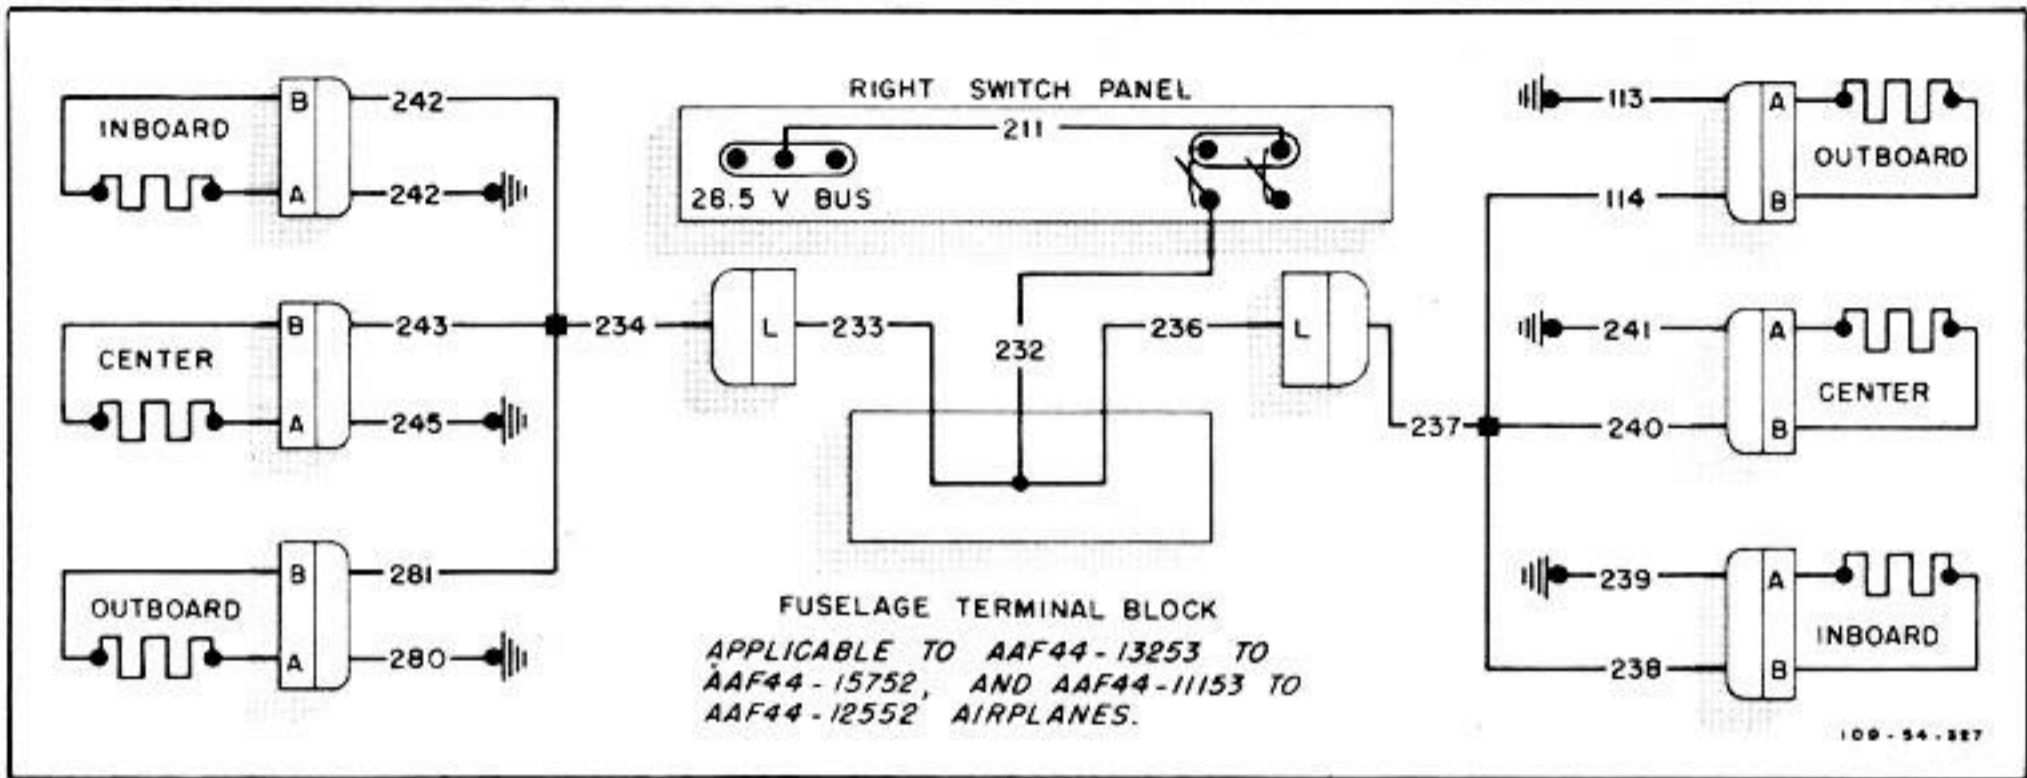 RIGHT SWITCH PANEL
211
28.5 V BUS
B 242
INBOARD
A 242
B 243
CENTER
A 245
B 281
OUTBOARD
A 280
234 L 233
232
236 L
237
113 A
OUTBOARD
114 B
241 A
CENTER
240 B
239 A
INBOARD
238 B
FUSELAGE TERMINAL BLOCK
APPLICABLE TO AAF44-13253 TO
AAF44-15752, AND AAF44-11153 TO
AAF44-12552 AIRPLANES.
109-54-327